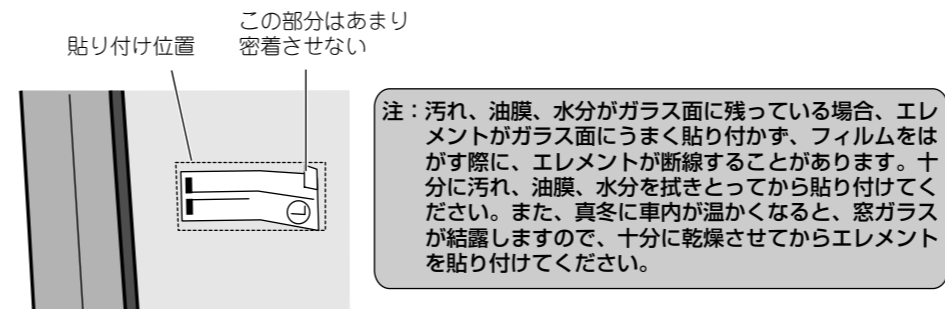 この部分はあまり
密着させない
貼り付け位置
注：汚れ、油膜、水分がガラス面に残っている場合、エレ
メントがガラス面にうまく貼り付かず、フィルムをは
がす際に、エレメントが断線することがあります。十
分に汚れ、油膜、水分を拭きとってから貼り付けてく
ださい。また、真冬に車内が温かくなると、窓ガラス
が結露しますので、十分に乾燥させてからエレメント
を貼り付けてください。
L